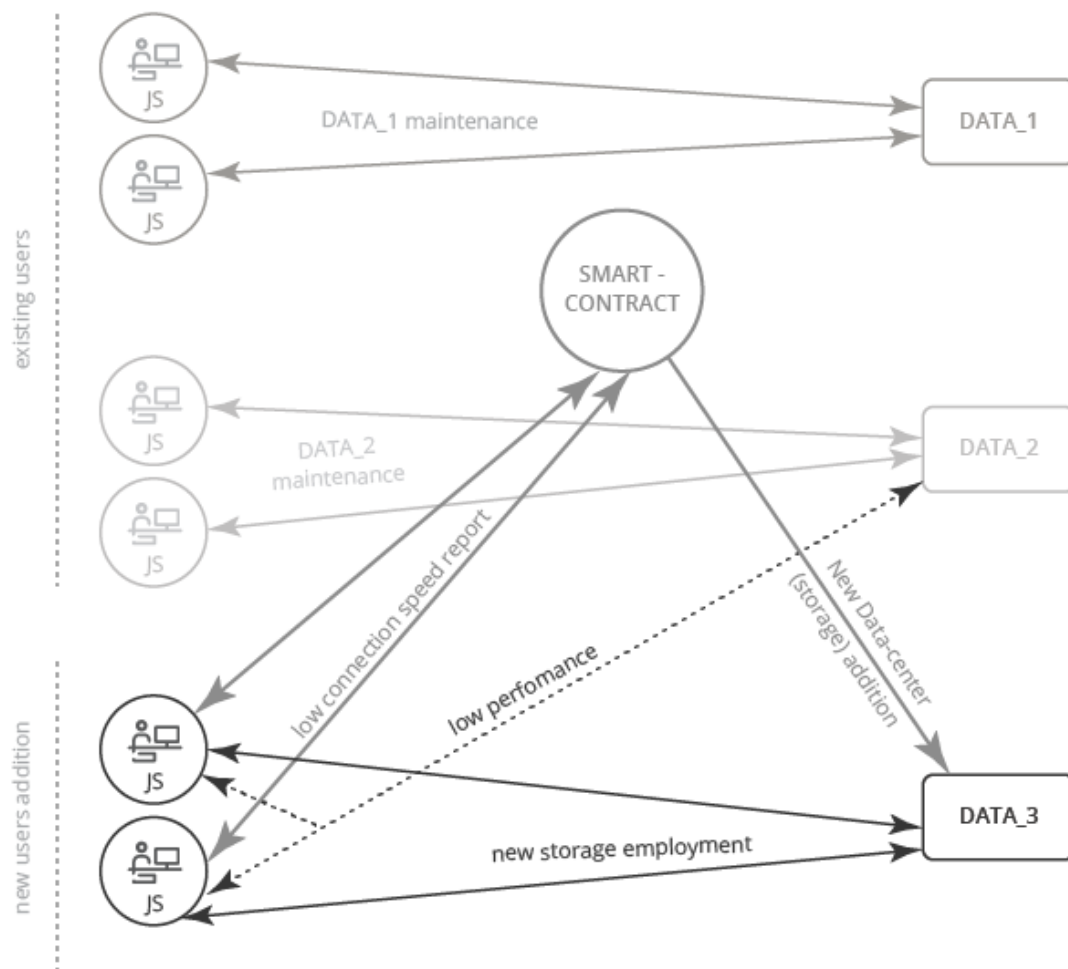 JS
DATA_1 maintenance
DATA_1
JS
existing users
SMART -
CONTRACT
JS
DATA_2
maintenance
DATA_2
JS
low connection speed report
New Data-center
(storage) addition
low perfomance
new users addition
JS
DATA_3
new storage employment
JS